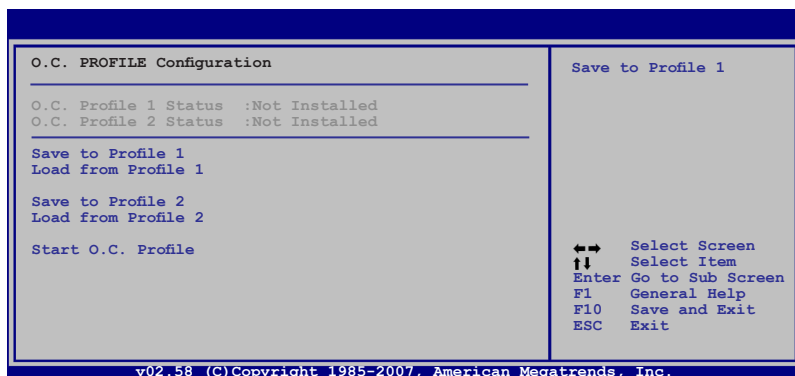 O.C. PROFILE Configuration
O.C. Profile 1 Status :Not Installed
O.C. Profile 2 Status :Not Installed
Save to Profile 1
Load from Profile 1
Save to Profile 2
Load from Profile 2
Start O.C. Profile
Save to Profile 1
Select Screen
Select Item
Enter Go to Sub Screen
F1 General Help
F10 Save and Exit
ESC Exit
v02.58 (C)Copyright 1985-2007, American Megatrends, Inc.